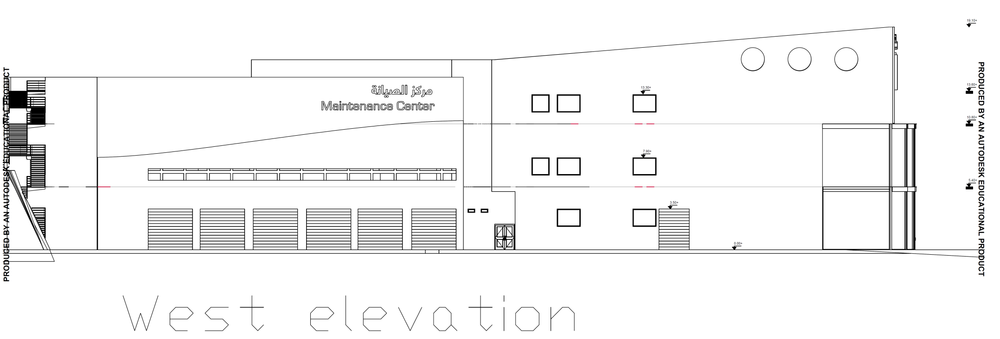 19.10+
مركز الصيانة
Maintenance Center
13.30+
13.60+
10.80+
7.90+
5.40+
3.50+
0.00+
PRODUCED BY AN AUTODESK EDUCATIONAL PRODUCT
PRODUCED BY AN AUTODESK EDUCATIONAL PRODUCT
West elevation